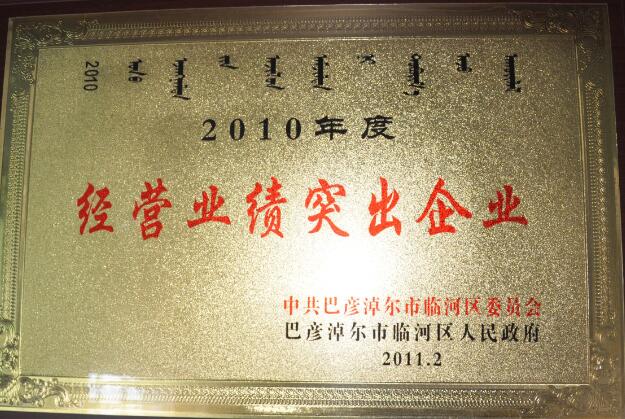 2010
2010年度
经营业绩突出企业
中共巴彦淖尔市临河区委员会
巴彦淖尔市临河区人民政府
2011.2